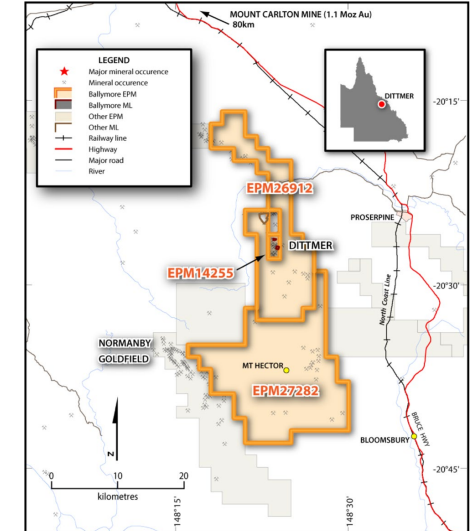 MOUNT CARLTON MINE (1.1 Moz Au)
80km
LEGEND
Major mineral occurence
Mineral occurence
Ballymore EPM
Ballymore ML
Other EPM
Other ML
Railway line
Highway
Major road
River
DITTMER
-20°15'
EPM26912
PROSERPINE
DITTMER
EPM14255
-20°30'
North Coast Line
NORMANBY
GOLDFIELD
MT HECTOR
EPM27282
BRUCE HWY
BLOOMSBURY
N
-20°45'
0 10 20
kilometres
148°15'
148°30'